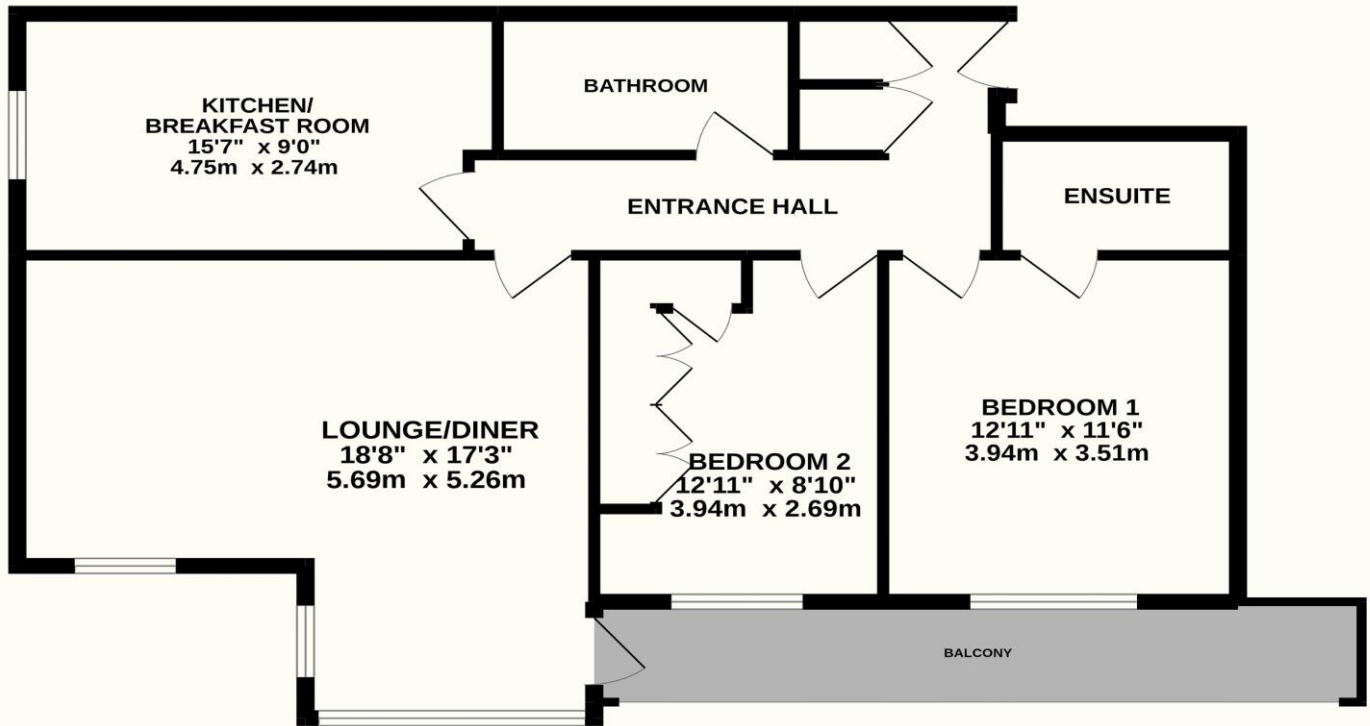 KITCHEN/
BREAKFAST ROOM
15'7" x 9'0"
4.75m x 2.74m
BATHROOM
ENTRANCE HALL
ENSUITE
LOUNGE/DINER
18'8" x 17'3"
5.69m x 5.26m
BEDROOM 2
12'11" x 8'10"
3.94m x 2.69m
BEDROOM 1
12'11" x 11'6"
3.94m x 3.51m
BALCONY